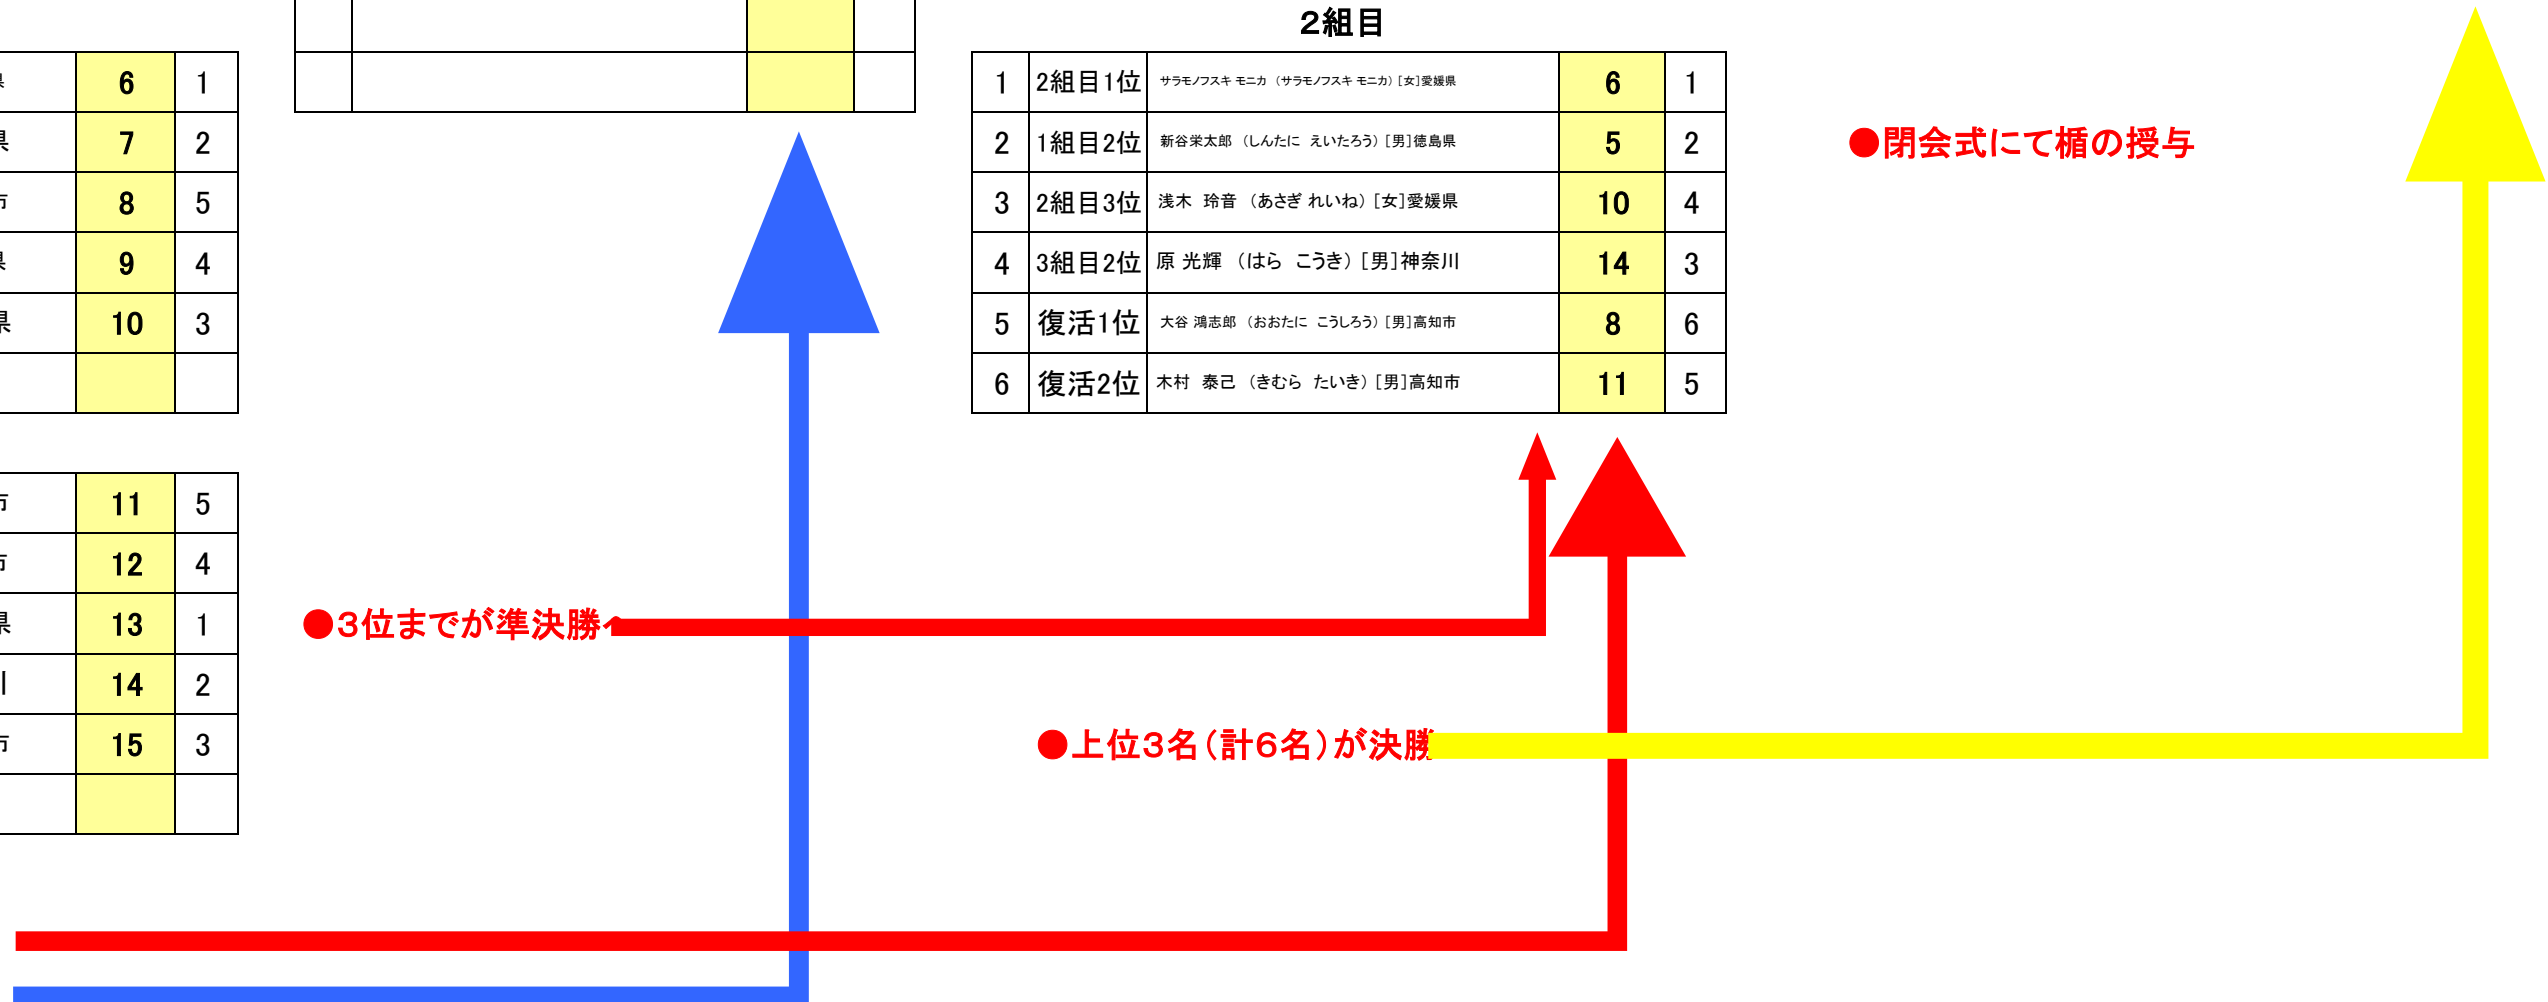 2組目
県 6 1
県 7 2
市 8 5
県 9 4
県 10 3
1 2組目1位 サラモノフスキ モニカ (サラモノフスキ モニカ) [女]愛媛県 6 1
2 1組目2位 新谷栄太郎 (しんたに えいたろう) [男]徳島県 5 2
3 2組目3位 浅木 玲音 (あさぎ れいね) [女]愛媛県 10 4
4 3組目2位 原 光輝 (はら こうき) [男]神奈川 14 3
5 復活1位 大谷 鴻志郎 (おおたに こうしろう) [男]高知市 8 6
6 復活2位 木村 泰己 (きむら たいき) [男]高知市 11 5
●閉会式にて楯の授与
市 11 5
市 12 4
県 13 1
川 14 2
市 15 3
●3位までが準決勝へ
●上位3名(計6名)が決勝